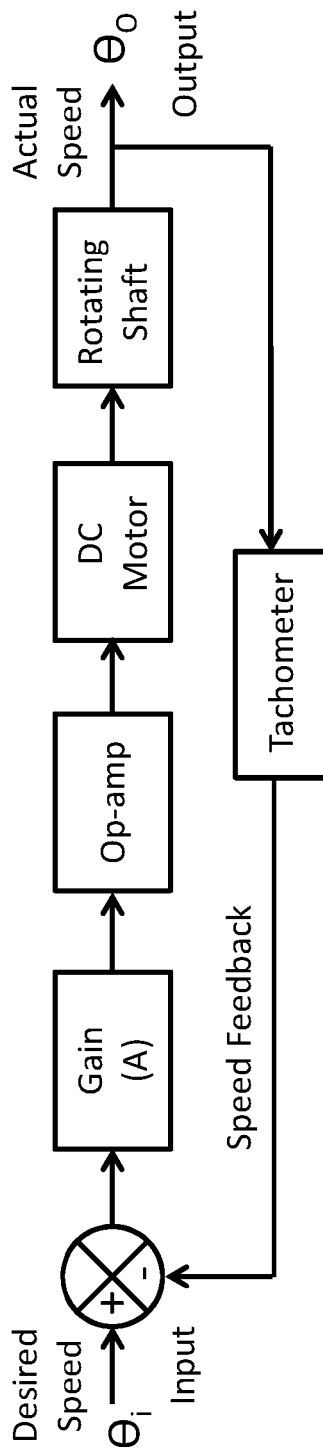 Desired
Speed
Θi
Input
+
-
Gain
(A)
Op-amp
DC
Motor
Rotating
Shaft
Actual
Speed
ΘO
Output
Tachometer
Speed Feedback